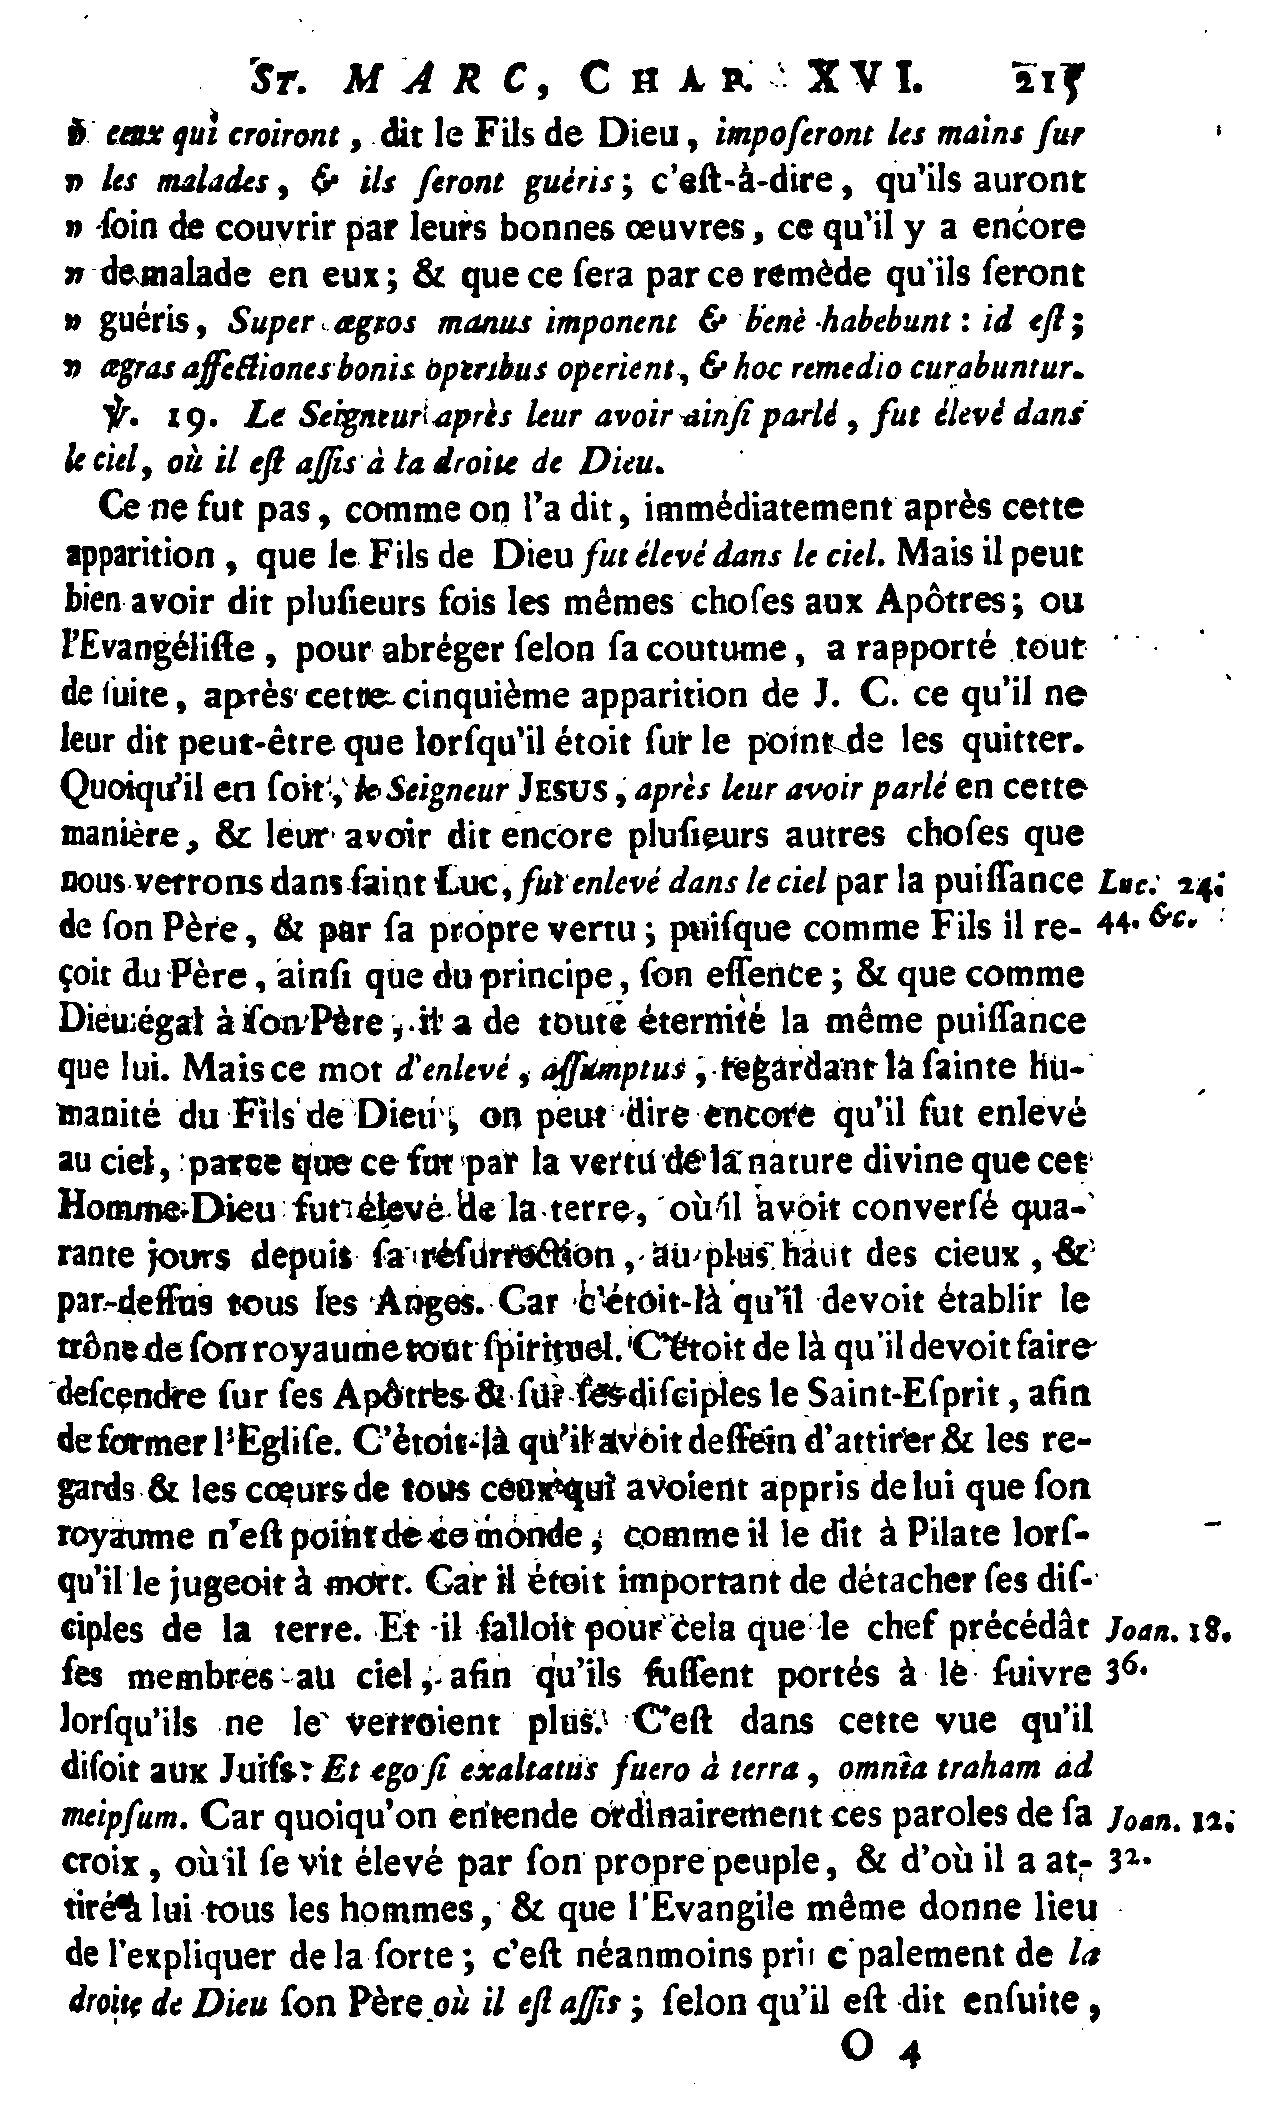 ST. MARC, CHAP. XVI. 215
» ceux qui croiront, dit le Fils de Dieu, impoſeront les mains ſur
» les malades, & ils ſeront guéris; c'eſt-à-dire, qu'ils auront
» ſoin de couvrir par leurs bonnes œuvres, ce qu'il y a encore
» de malade en eux; & que ce ſera par ce remède qu'ils ſeront
» guéris, Super ægros manus imponent & benè habebunt: id eſt;
» ægras affectiones bonis operibus operient, & hoc remedio curabuntur.
℣. 19. Le Seigneur après leur avoir ainſi parlé, fut élevé dans
le ciel, où il eſt aſſis à la droite de Dieu.
Ce ne fut pas, comme on l'a dit, immédiatement après cette
apparition, que le Fils de Dieu fut élevé dans le ciel. Mais il peut
bien avoir dit pluſieurs fois les mêmes choſes aux Apôtres; ou
l'Evangéliſte, pour abréger ſelon ſa coutume, a rapporté tout
de ſuite, après cette cinquième apparition de J. C. ce qu'il ne
leur dit peut-être que lorſqu'il étoit ſur le point de les quitter.
Quoiqu'il en ſoit, le Seigneur JESUS, après leur avoir parlé en cette
manière, & leur avoir dit encore pluſieurs autres choſes que
nous verrons dans ſaint Luc, fut enlevé dans le ciel par la puiſſance Luc. 24.
de ſon Père, & par ſa propre vertu; puiſque comme Fils il re- 44. &c.
çoit du Père, ainſi que du principe, ſon eſſence; & que comme
Dieu égal à ſon Père, il a de toute éternité la même puiſſance
que lui. Mais ce mot d'enlevé, aſſumptus, regardant la ſainte hu-
manité du Fils de Dieu, on peut dire encore qu'il fut enlevé
au ciel, parce que ce fut par la vertu de la nature divine que cet
Homme-Dieu fut élevé de la terre, où il avoit converſé qua-
rante jours depuis ſa réſurrection, au plus haut des cieux, &
par-deſſus tous les Anges. Car c'étoit-là qu'il devoit établir le
trône de ſon royaume tout ſpirituel. C'étoit de là qu'il devoit faire
deſcendre ſur ſes Apôtres & ſur ſes diſciples le Saint-Eſprit, afin
de former l'Egliſe. C'étoit-là qu'il avoit deſſein d'attirer & les re-
gards & les cœurs de tous ceux qui avoient appris de lui que ſon
royaume n'eſt point de ce monde, comme il le dit à Pilate lorſ-
qu'il le jugeoit à mort. Car il étoit important de détacher ſes diſ-
ciples de la terre. Et il falloit pour cela que le chef précédât Joan. 18.
ſes membres au ciel, afin qu'ils fuſſent portés à le ſuivre 36.
lorſqu'ils ne le verroient plus. C'eſt dans cette vue qu'il
diſoit aux Juifs: Et ego ſi exaltatus fuero à terra, omnia traham ad
meipſum. Car quoiqu'on entende ordinairement ces paroles de ſa Joan. 12.
croix, où il ſe vit élevé par ſon propre peuple, & d'où il a at- 32.
tiré à lui tous les hommes, & que l'Evangile même donne lieu
de l'expliquer de la ſorte; c'eſt néanmoins principalement de la
droite de Dieu ſon Père où il eſt aſſis; ſelon qu'il eſt dit enſuite,
O 4